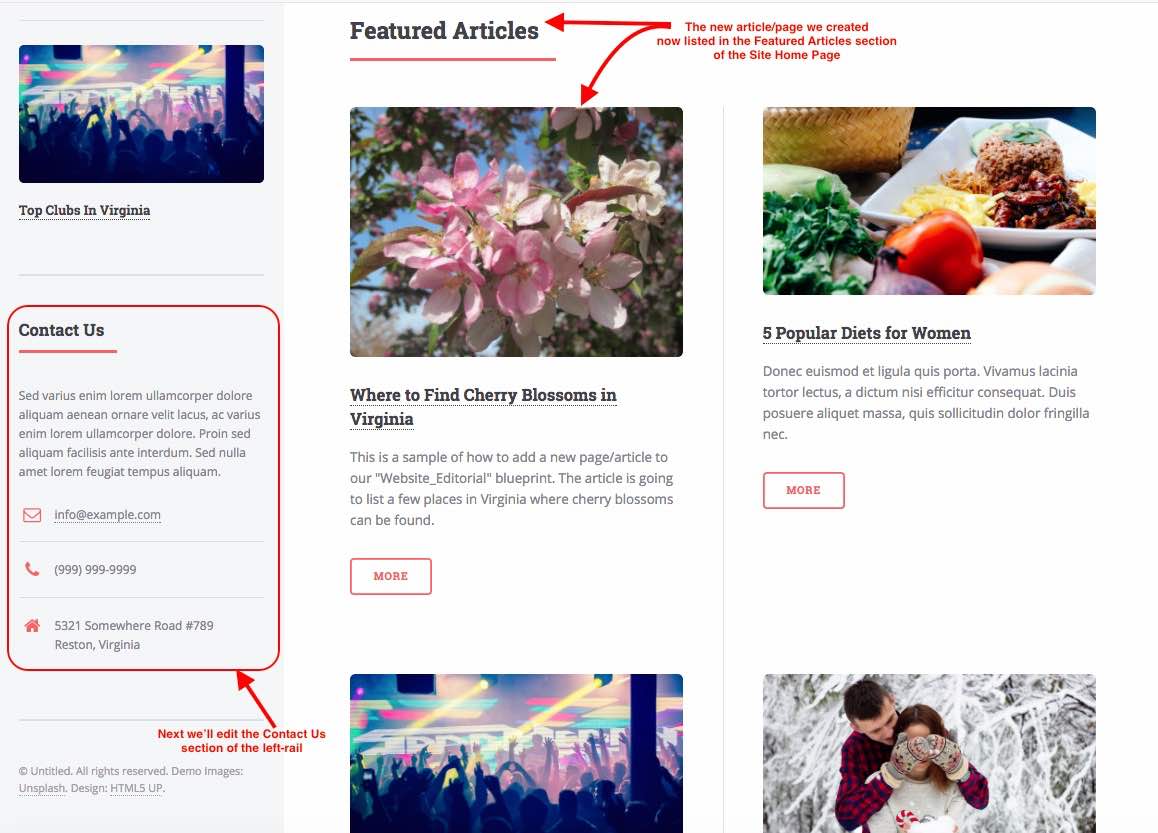 Top Clubs In Virginia
Contact Us
Sed varius enim lorem ullamcorper dolore
aliquam aenean ornare velit lacus, ac varius
enim lorem ullamcorper dolore. Proin sed
aliquam facilisis ante interdum. Sed nulla
amet lorem feugiat tempus aliquam.
info@example.com
(999) 999-9999
5321 Somewhere Road #789
Reston, Virginia
Next we'll edit the Contact Us
section of the left-rail
© Untitled. All rights reserved. Demo Images:
Unsplash. Design: HTML5 UP.
Featured Articles
The new article/page we created
now listed in the Featured Articles section
of the Site Home Page
Where to Find Cherry Blossoms in
Virginia
This is a sample of how to add a new page/article to
our "Website_Editorial" blueprint. The article is going
to list a few places in Virginia where cherry blossoms
can be found.
MORE
5 Popular Diets for Women
Donec euismod et ligula quis porta. Vivamus lacinia
tortor lectus, a dictum nisi efficitur consequat. Duis
posuere aliquet massa, quis sollicitudin dolor fringilla
nec.
MORE